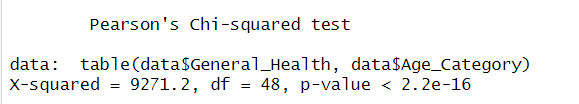 Pearson's Chi-squared test
data:  table(data$General_Health, data$Age_Category)
X-squared = 9271.2, df = 48, p-value < 2.2e-16